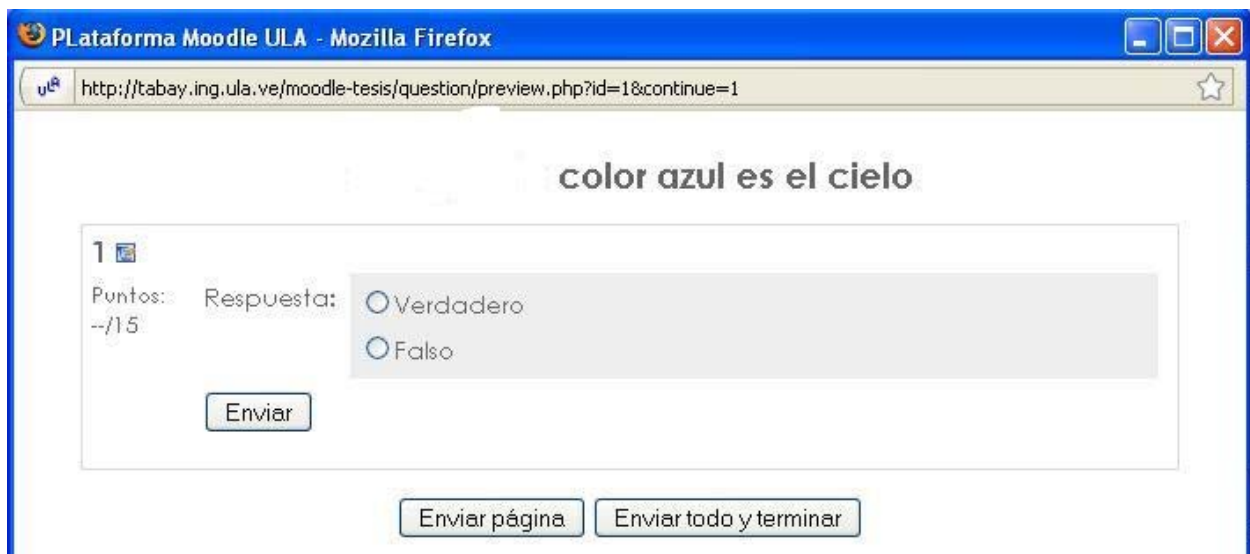 PLataforma Moodle ULA - Mozilla Firefox
ULA http://tabay.ing.ula.ve/moodle-tesis/question/preview.php?id=1&continue=1
color azul es el cielo
1
Puntos:
--/15
Respuesta:
Verdadero
Falso
Enviar
Enviar página Enviar todo y terminar